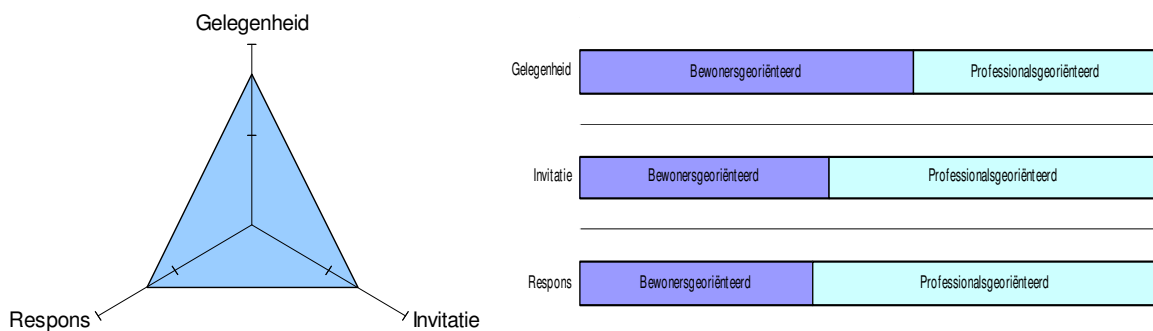 Gelegenheid
Respons
Invitatie
Gelegenheid
Bewonersgeoriënteerd
Professionalsgeoriënteerd
Invitatie
Bewonersgeoriënteerd
Professionalsgeoriënteerd
Respons
Bewonersgeoriënteerd
Professionalsgeoriënteerd